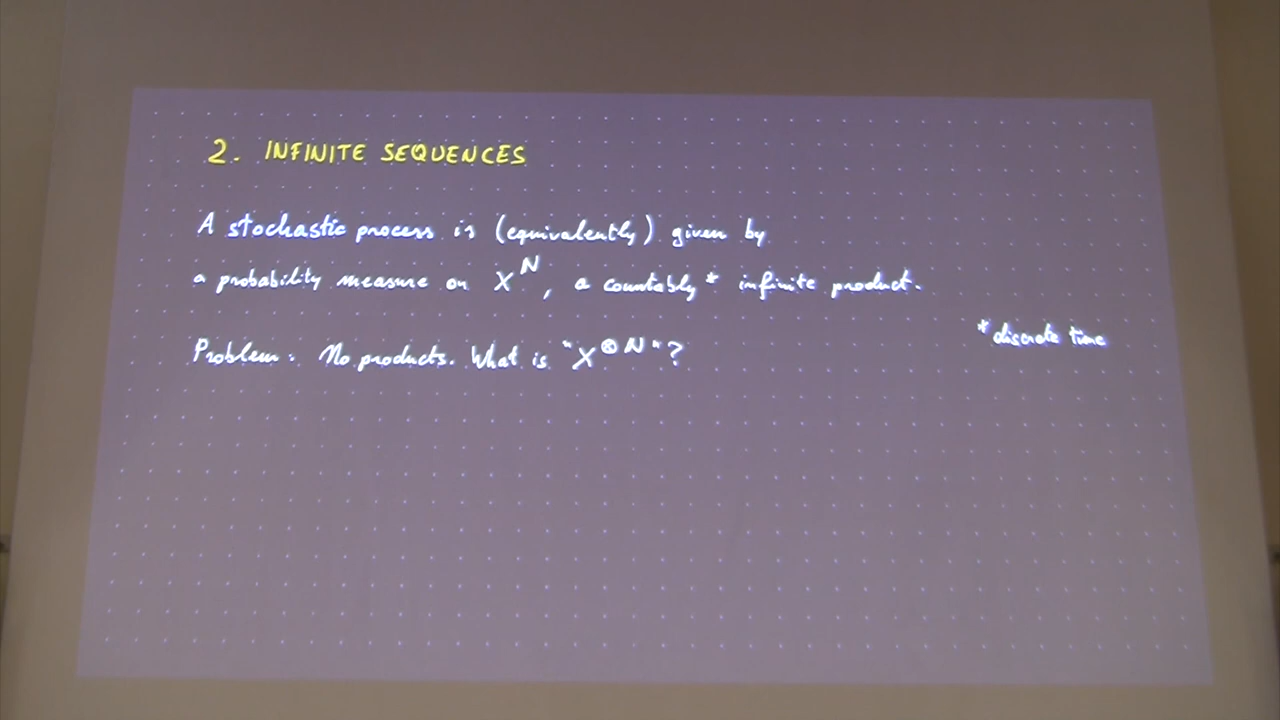 2. INFINITE SEQUENCES
A stochastic process is (equivalently) given by
a probability measure on X^N, a countably * infinite product.
* discrete time
Problem: No products. What is "X^⊗N"?